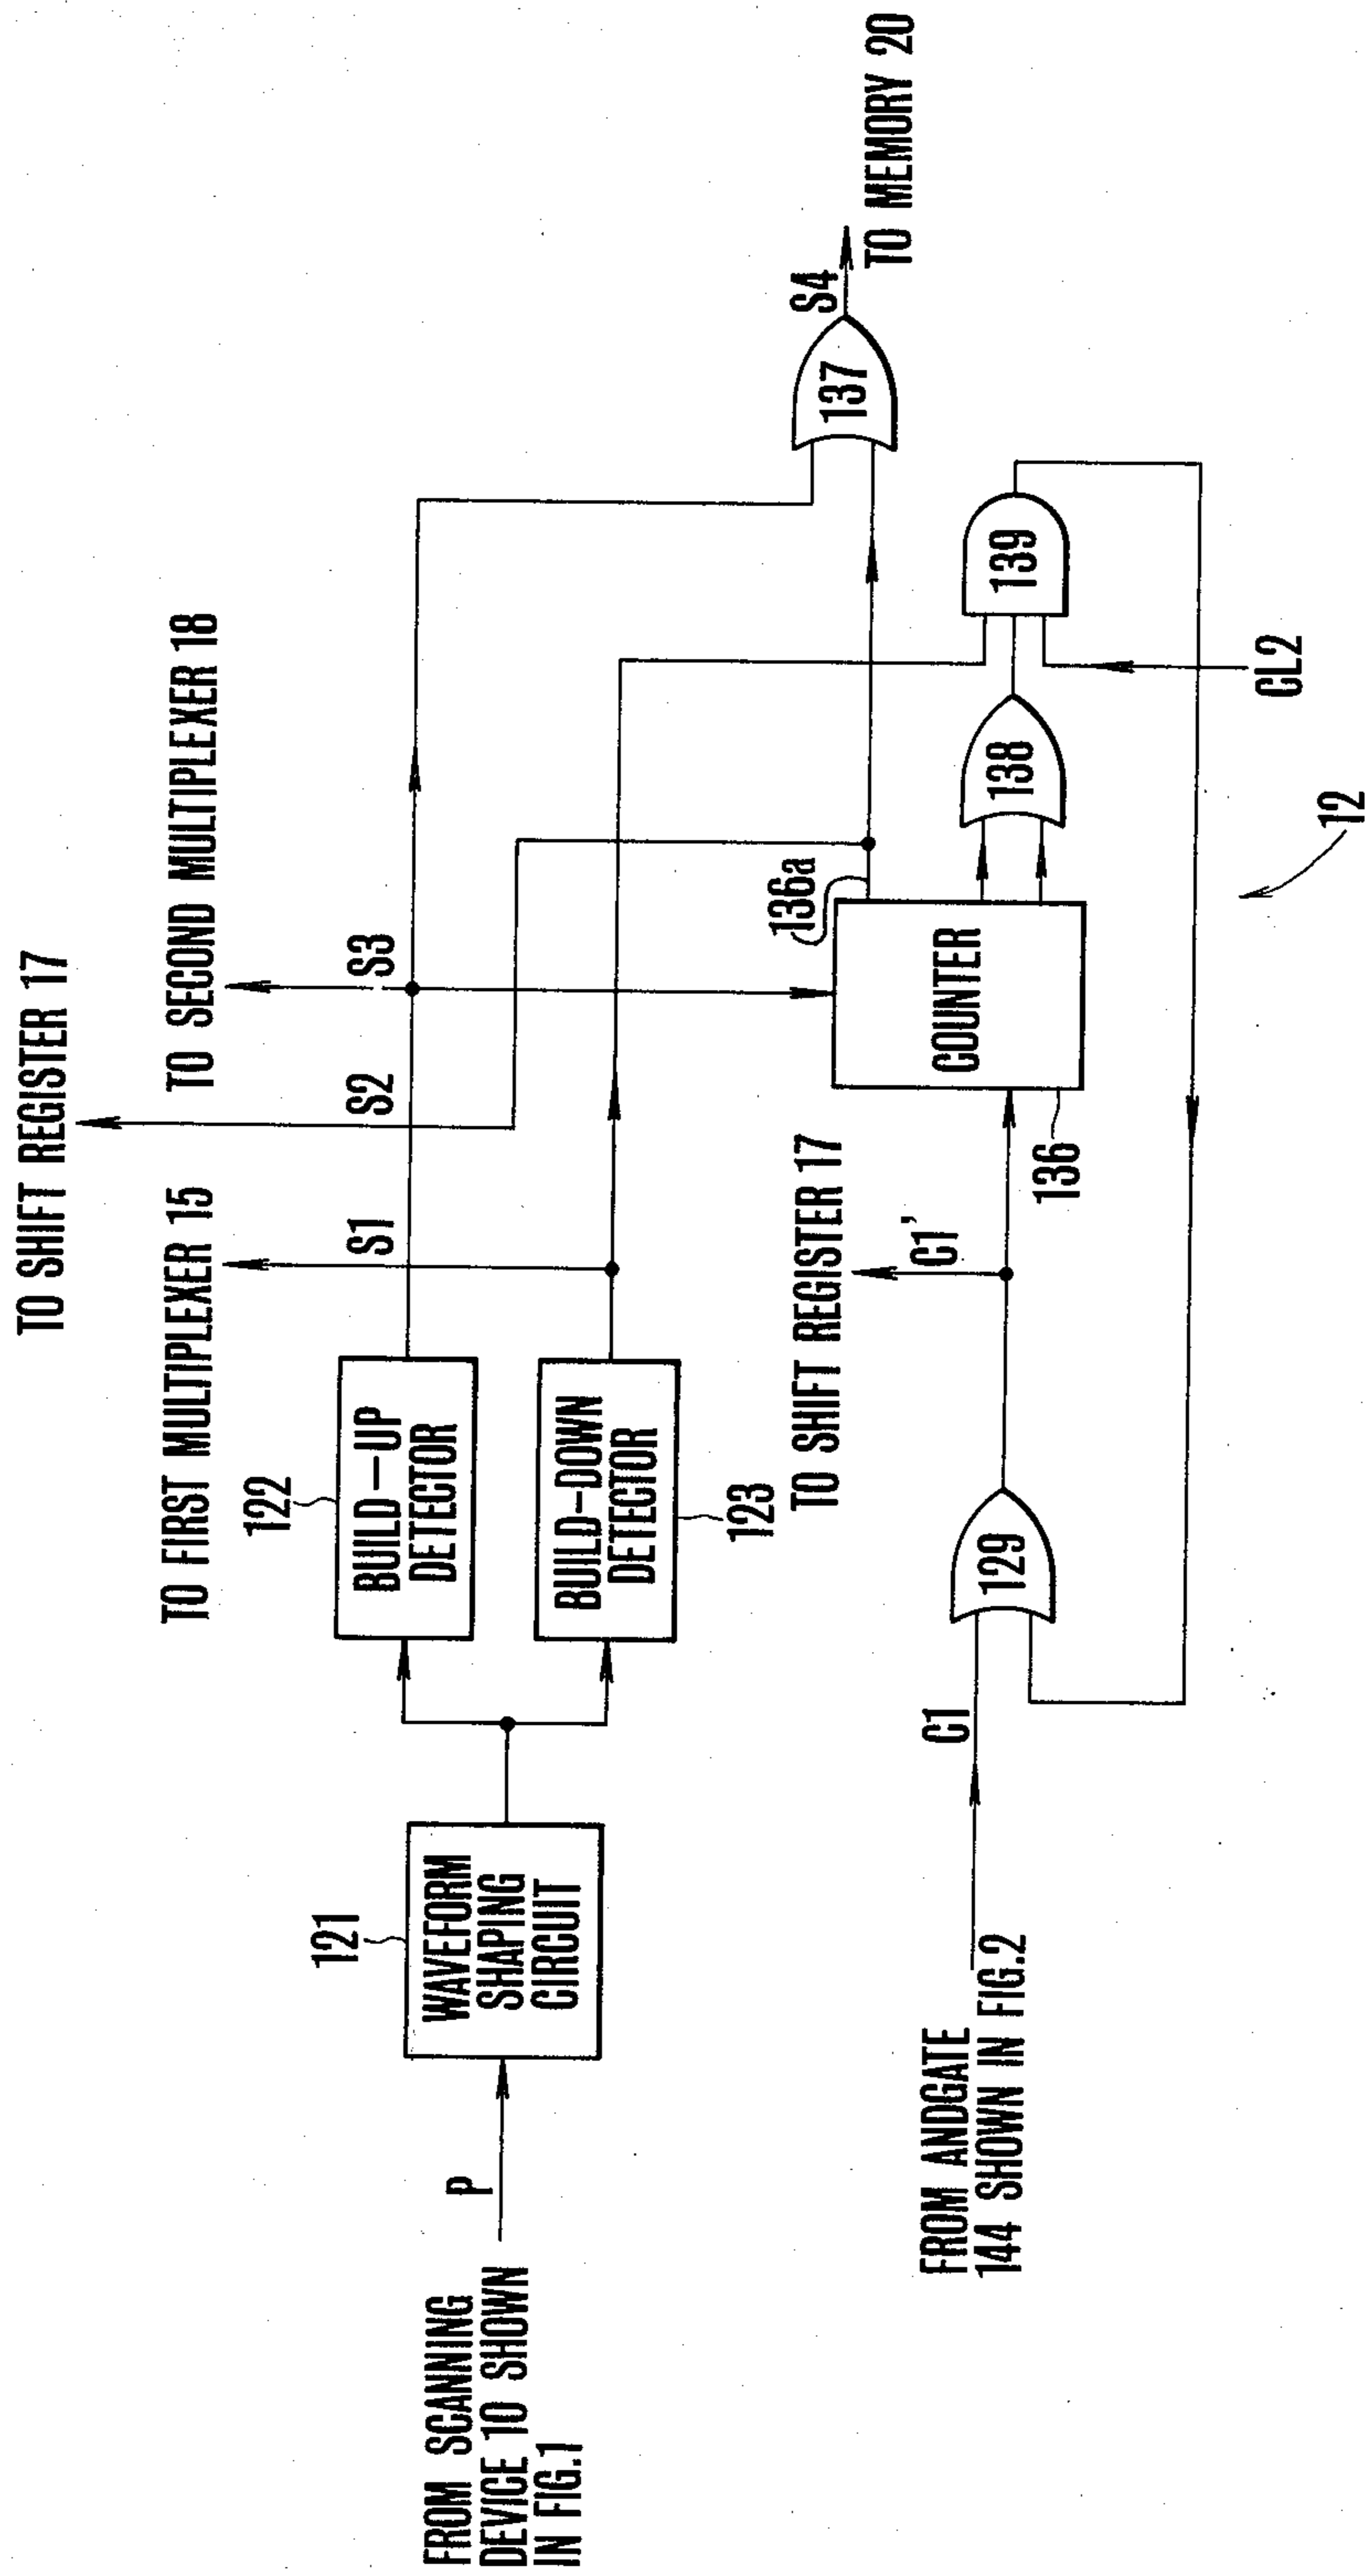 TO SHIFT REGISTER 17
TO FIRST MULTIPLEXER 15
TO SECOND MULTIPLEXER 18
S1
S2
S3
122
BUILD-UP
DETECTOR
121
WAVEFORM
SHAPING
CIRCUIT
P
FROM SCANNING
DEVICE 10 SHOWN
IN FIG.1
BUILD-DOWN
DETECTOR
123
TO SHIFT REGISTER 17
C1'
136a
S4
137
TO MEMORY 20
FROM ANDGATE
144 SHOWN IN FIG.2
C1
129
COUNTER
136
138
139
CL2
12